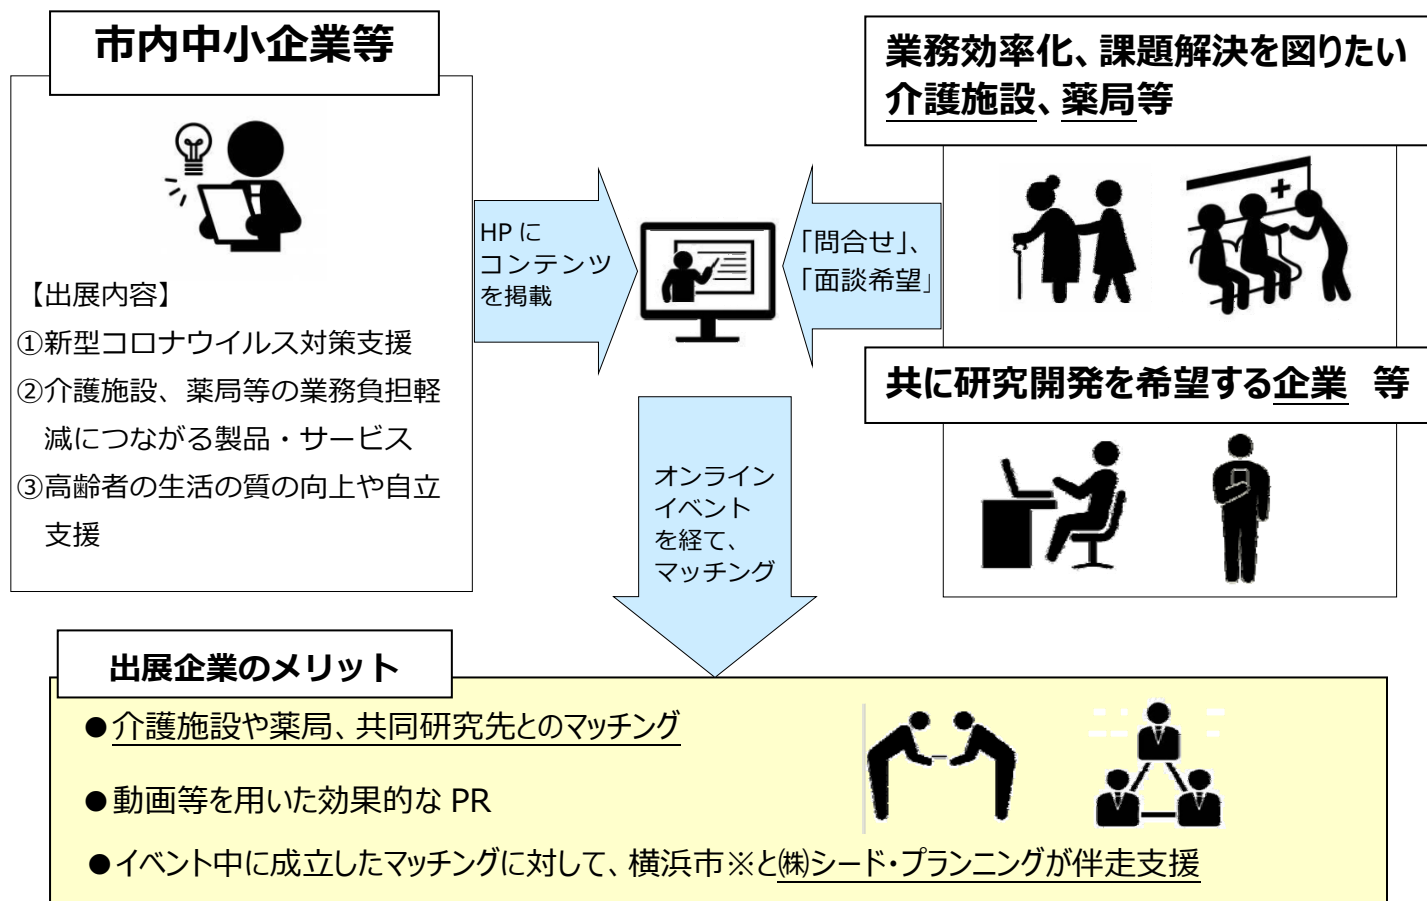 市内中小企業等
【出展内容】
①新型コロナウイルス対策支援
②介護施設、薬局等の業務負担軽
減につながる製品・サービス
③高齢者の生活の質の向上や自立
支援
HP に
コンテンツ
を掲載
「問合せ」、
「面談希望」
業務効率化、課題解決を図りたい
介護施設、薬局等
共に研究開発を希望する企業 等
オンライン
イベント
を経て、
マッチング
出展企業のメリット
●介護施設や薬局、共同研究先とのマッチング
●動画等を用いた効果的な PR
●イベント中に成立したマッチングに対して、横浜市※と㈱シード・プランニングが伴走支援